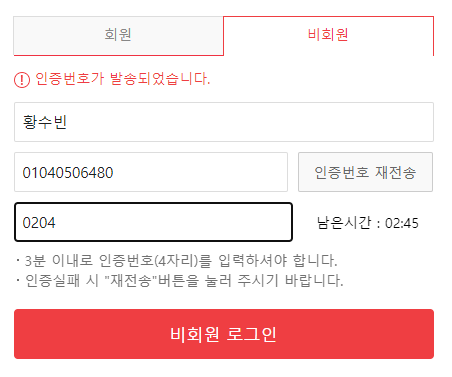 회원 비회원
! 인증번호가 발송되었습니다.
황수빈
01040506480 인증번호 재전송
0204 남은시간 : 02:45
· 3분 이내로 인증번호(4자리)를 입력하셔야 합니다.
· 인증실패 시 "재전송"버튼을 눌러 주시기 바랍니다.
비회원 로그인